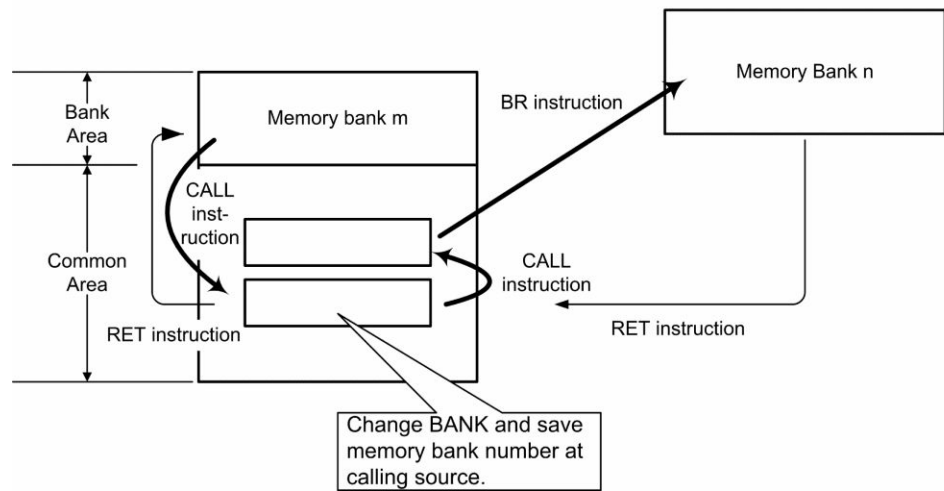 Memory Bank n
BR instruction
Bank
Area
Memory bank m
CALL
inst-
ruction
Common
Area
CALL
instruction
RET instruction
RET instruction
Change BANK and save
memory bank number at
calling source.